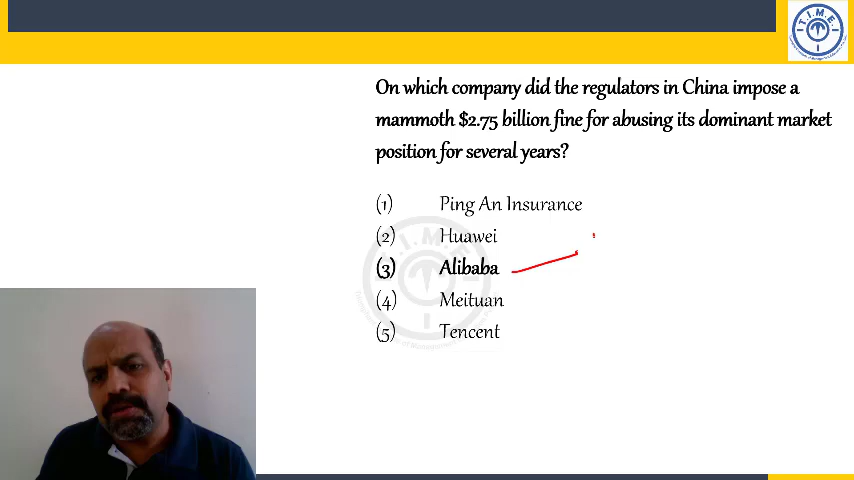 T.I.M.E.
On which company did the regulators in China impose a
mammoth $2.75 billion fine for abusing its dominant market
position for several years?
(1) Ping An Insurance
(2) Huawei
(3) Alibaba
(4) Meituan
(5) Tencent